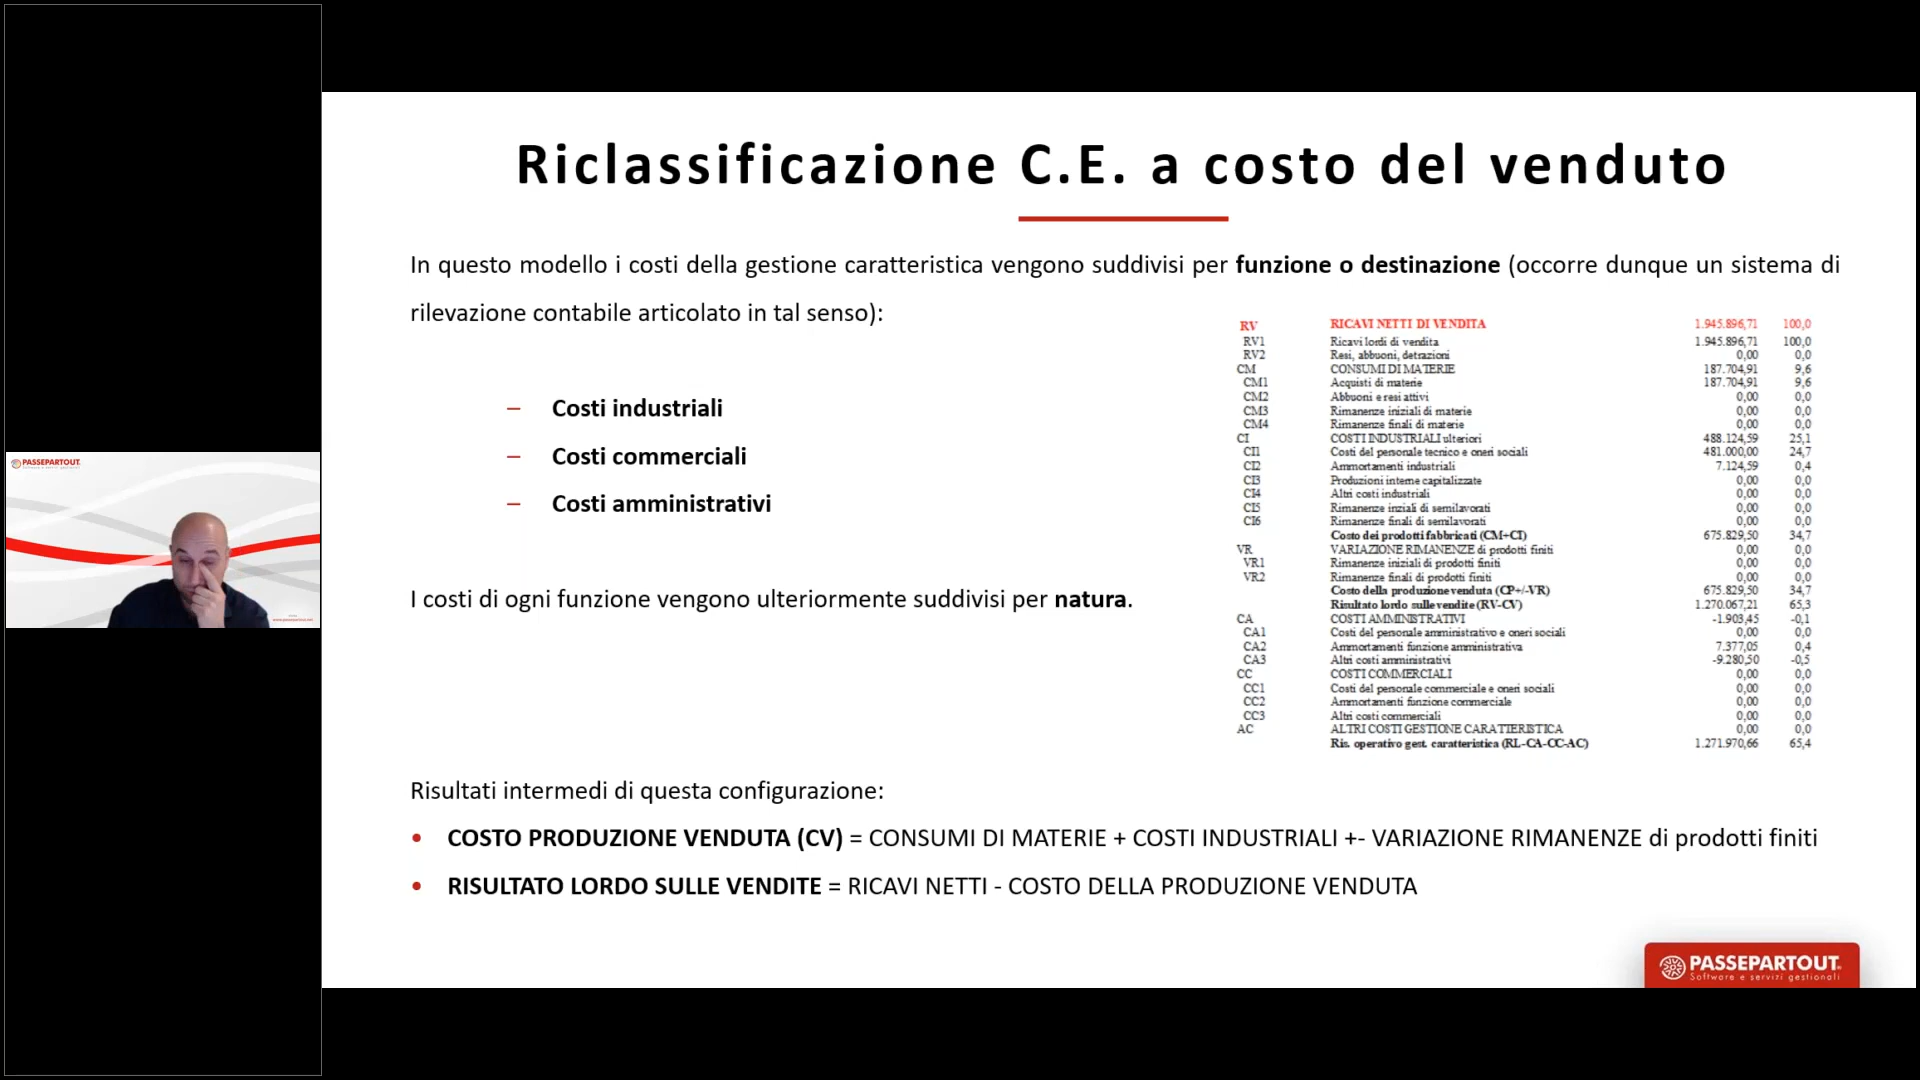 Riclassificazione C.E. a costo del venduto
In questo modello i costi della gestione caratteristica vengono suddivisi per funzione o destinazione (occorre dunque un sistema di
rilevazione contabile articolato in tal senso):
– Costi industriali
– Costi commerciali
– Costi amministrativi
I costi di ogni funzione vengono ulteriormente suddivisi per natura.
RV RICAVI NETTI DI VENDITA 1.945.896,71 100,0
RV1 Ricavi lordi di vendita 1.945.896,71 100,0
RV2 Resi, abbuoni, detrazioni 0,00 0,0
CM CONSUMI DI MATERIE 187.704,91 9,6
CM1 Acquisti di materie 187.704,91 9,6
CM2 Abbuoni e resi attivi 0,00 0,0
CM3 Rimanenze iniziali di materie 0,00 0,0
CM4 Rimanenze finali di materie 0,00 0,0
CI COSTI INDUSTRIALI ulteriori 488.124,59 25,1
CI1 Costi del personale tecnico e oneri sociali 481.000,00 24,7
CI2 Ammortamenti industriali 7.124,59 0,4
CI3 Produzioni interne capitalizzate 0,00 0,0
CI4 Altri costi industriali 0,00 0,0
CI5 Rimanenze inziali di semilavorati 0,00 0,0
CI6 Rimanenze finali di semilavorati 0,00 0,0
Costo dei prodotti fabbricati (CM+CI) 675.829,50 34,7
VR VARIAZIONE RIMANENZE di prodotti finiti 0,00 0,0
VR1 Rimanenze iniziali di prodotti finiti 0,00 0,0
VR2 Rimanenze finali di prodotti finiti 0,00 0,0
Costo della produzione venduta (CP+/-VR) 675.829,50 34,7
Risultato lordo sulle vendite (RV-CV) 1.270.067,21 65,3
CA COSTI AMMINISTRATIVI -1.903,45 -0,1
CA1 Costi del personale amministrativo e oneri sociali 0,00 0,0
CA2 Ammortamenti funzione amministrativa 7.377,05 0,4
CA3 Altri costi amministrativi -9.280,50 -0,5
CC COSTI COMMERCIALI 0,00 0,0
CC1 Costi del personale commerciale e oneri sociali 0,00 0,0
CC2 Ammortamenti funzione commerciale 0,00 0,0
CC3 Altri costi commerciali 0,00 0,0
AC ALTRI COSTI GESTIONE CARATTERISTICA 0,00 0,0
Ris. operativo gest. caratteristica (RL-CA-CC-AC) 1.271.970,66 65,4
Risultati intermedi di questa configurazione:
• COSTO PRODUZIONE VENDUTA (CV) = CONSUMI DI MATERIE + COSTI INDUSTRIALI +- VARIAZIONE RIMANENZE di prodotti finiti
• RISULTATO LORDO SULLE VENDITE = RICAVI NETTI - COSTO DELLA PRODUZIONE VENDUTA
PASSEPARTOUT
Software e servizi gestionali
PASSEPARTOUT